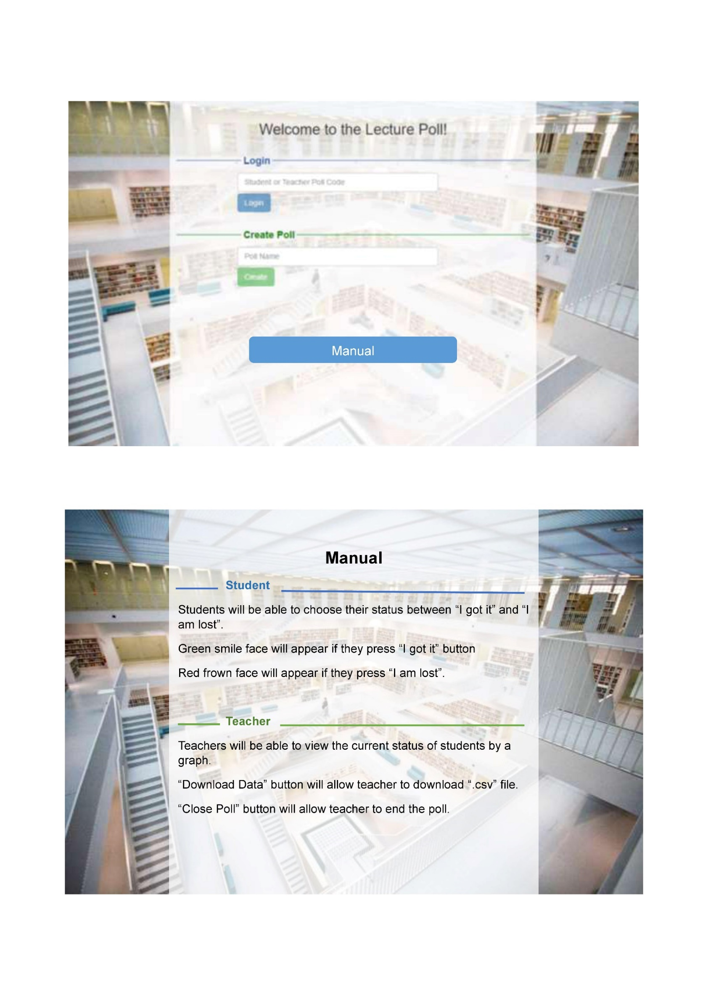 Welcome to the Lecture Poll!
Login
Student or Teacher Poll Code
Login
Create Poll
Poll Name
Create
Manual
Manual
Student
Students will be able to choose their status between “I got it” and “I
am lost”.
Green smile face will appear if they press “I got it” button
Red frown face will appear if they press “I am lost”.
Teacher
Teachers will be able to view the current status of students by a
graph.
“Download Data” button will allow teacher to download “.csv” file.
“Close Poll” button will allow teacher to end the poll.